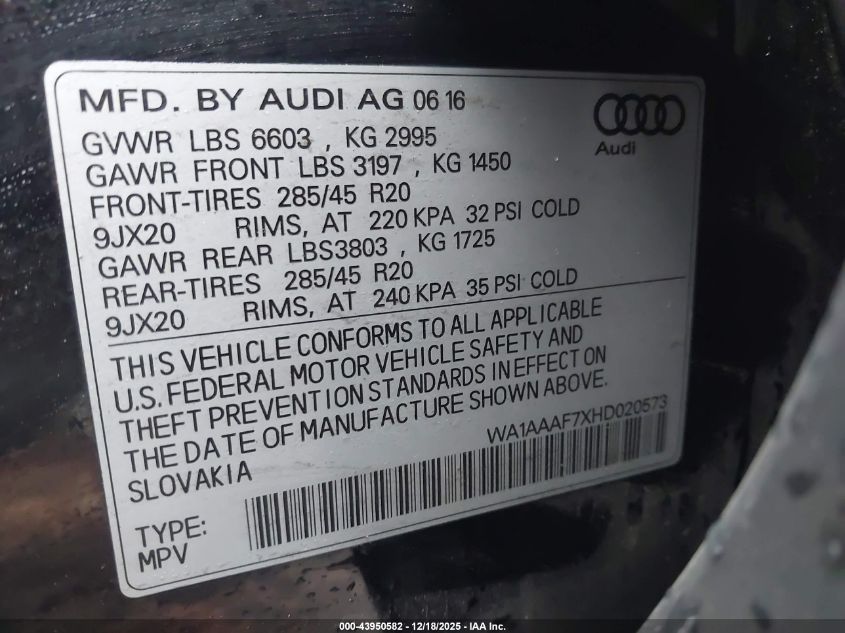 MFD. BY AUDI AG 06 16
GVWR LBS 6603 , KG 2995
GAWR FRONT LBS 3197 , KG 1450
FRONT-TIRES 285/45 R20
9JX20 RIMS, AT 220 KPA 32 PSI COLD
GAWR REAR LBS3803 , KG 1725
REAR-TIRES 285/45 R20
9JX20 RIMS, AT 240 KPA 35 PSI COLD
Audi
THIS VEHICLE CONFORMS TO ALL APPLICABLE
U.S. FEDERAL MOTOR VEHICLE SAFETY AND
THEFT PREVENTION STANDARDS IN EFFECT ON
THE DATE OF MANUFACTURE SHOWN ABOVE.
SLOVAKIA
WA1AAAF7XHD020573
TYPE:
MPV
000-43950582 - 12/18/2025 - IAA Inc.